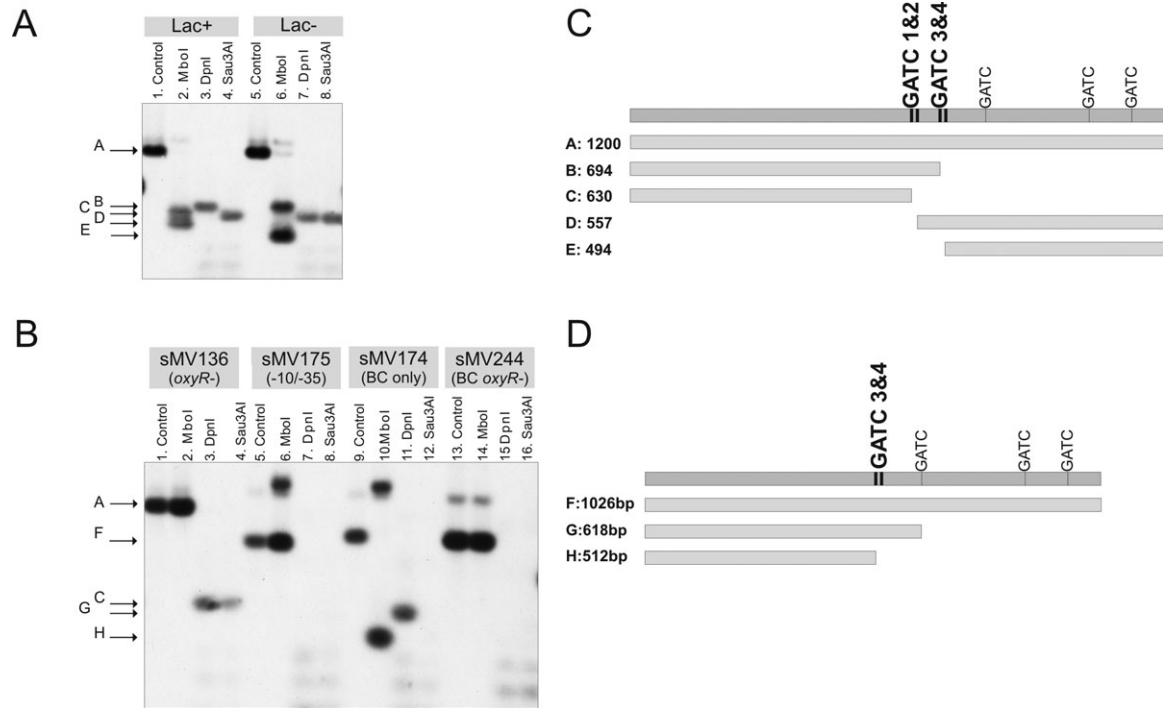 A
Lac+ Lac-
1. Control
2. MboI
3. DpnI
4. Sau3AI
5. Control
6. MboI
7. DpnI
8. Sau3AI
A
B
C
D
E
B
sMV136 sMV175 sMV174 sMV244
(oxyR-) (-10/-35) (BC only) (BC oxyR-)
1. Control
2. MboI
3. DpnI
4. Sau3AI
5. Control
6. MboI
7. DpnI
8. Sau3AI
9. Control
10.MboI
11. DpnI
12. Sau3AI
13. Control
14. MboI
15DpnI
16. Sau3AI
A
F
C
G
H
C
GATC 1&2
GATC 3&4
GATC
GATC
GATC
A: 1200
B: 694
C: 630
D: 557
E: 494
D
GATC 3&4
GATC
GATC
GATC
F:1026bp
G:618bp
H:512bp